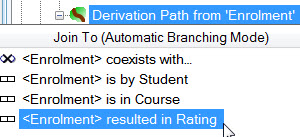 Derivation Path from 'Enrolment'
Join To (Automatic Branching Mode)
<Enrolment> coexists with...
<Enrolment> is by Student
<Enrolment> is in Course
<Enrolment> resulted in Rating